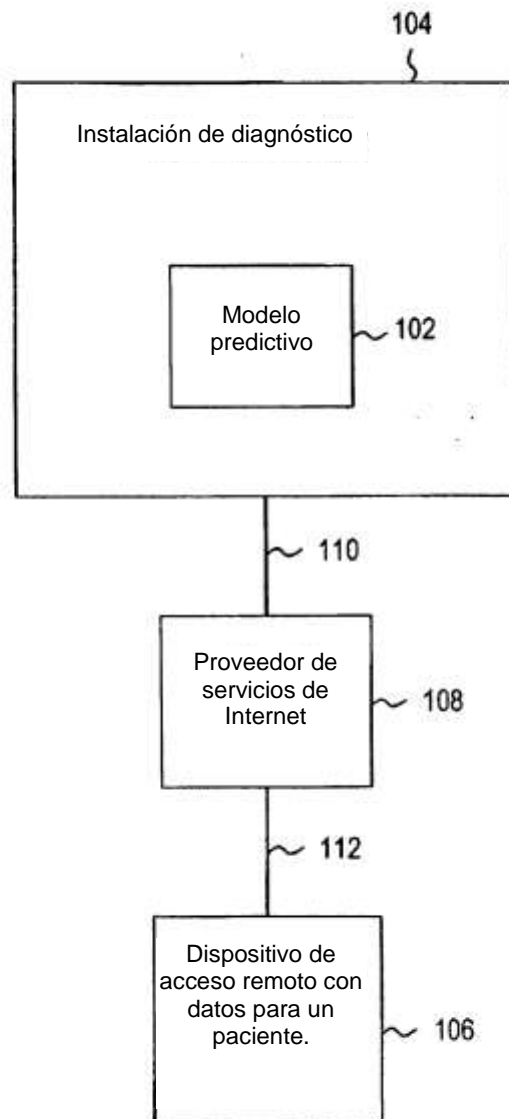 104
Instalación de diagnóstico
Modelo
predictivo
102
110
Proveedor de
servicios de
Internet
108
112
Dispositivo de
acceso remoto con
datos para un
paciente.
106